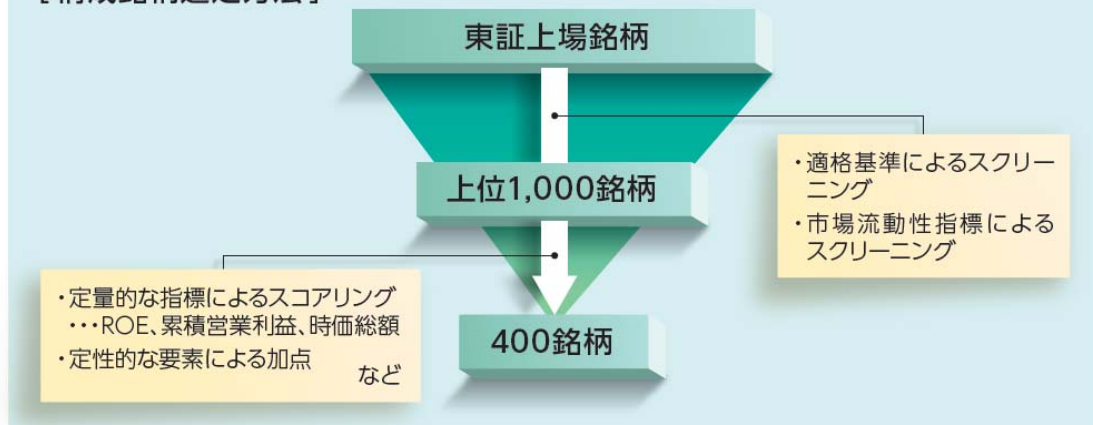 東証上場銘柄
・適格基準によるスクリー
ニング
・市場流動性指標による
スクリーニング
上位1,000銘柄
・定量的な指標によるスコアリング
・・・ROE、累積営業利益、時価総額
・定性的な要素による加点
など
400銘柄